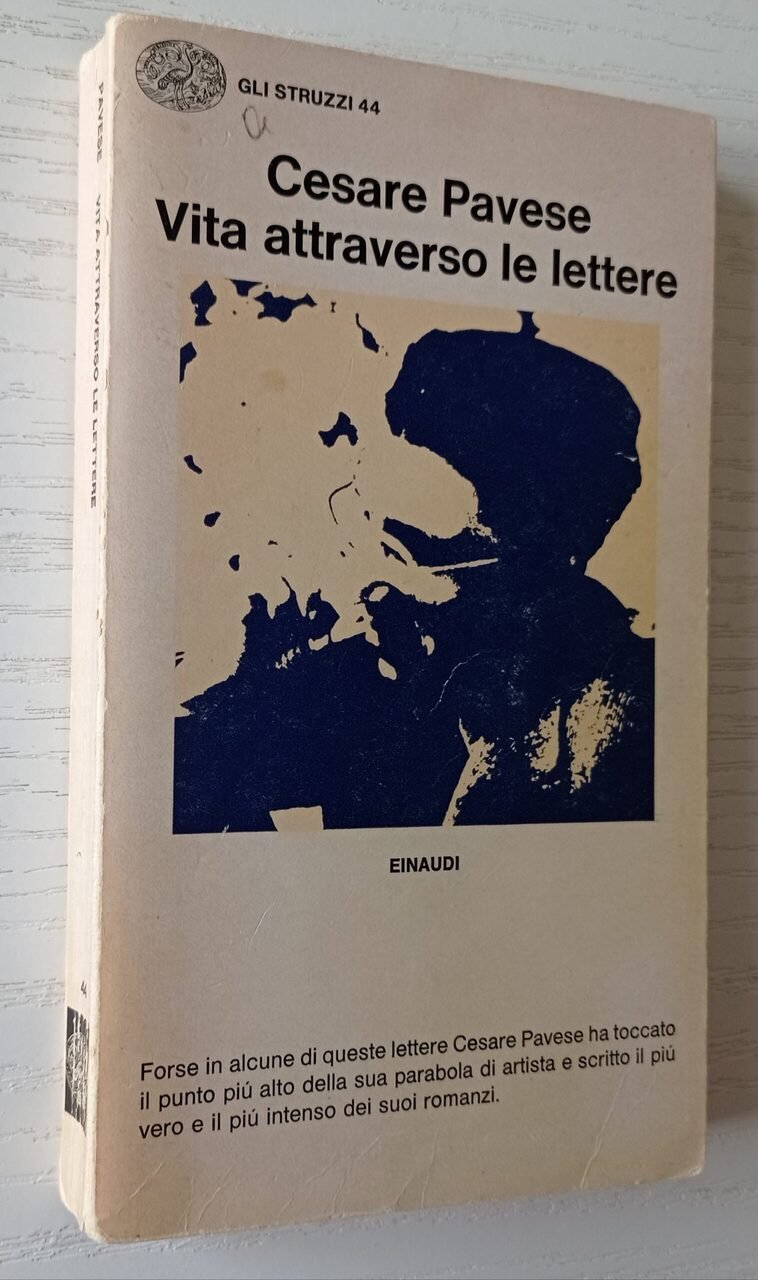 GLI STRUZZI 44
Cesare Pavese
Vita attraverso le lettere
EINAUDI
Forse in alcune di queste lettere Cesare Pavese ha toccato
il punto piú alto della sua parabola di artista e scritto il piú
vero e il piú intenso dei suoi romanzi.
PAVESE VITA ATTRAVERSO LE LETTERE
44